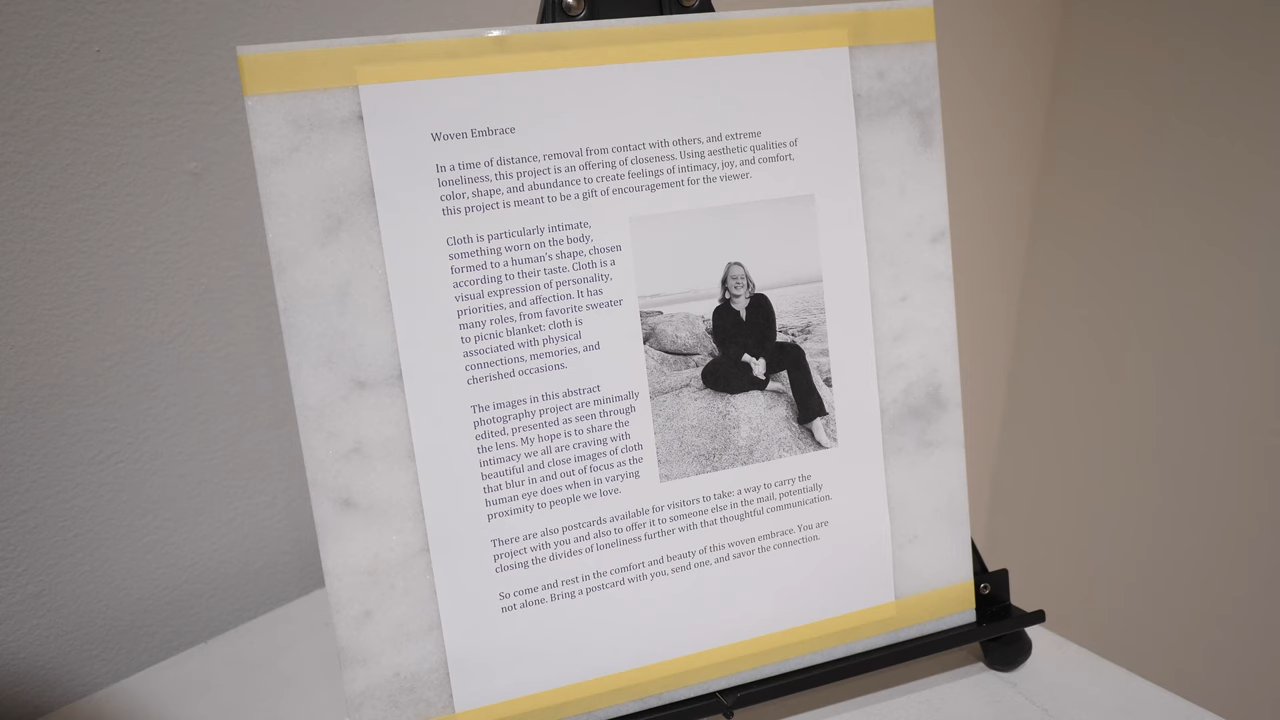 Woven Embrace
In a time of distance, removal from contact with others, and extreme
loneliness, this project is an offering of closeness. Using aesthetic qualities of
color, shape, and abundance to create feelings of intimacy, joy, and comfort,
this project is meant to be a gift of encouragement for the viewer.
Cloth is particularly intimate,
something worn on the body,
formed to a human's shape, chosen
according to their taste. Cloth is a
visual expression of personality,
priorities, and affection. It has
many roles, from favorite sweater
to picnic blanket: cloth is
associated with physical
connections, memories, and
cherished occasions.
The images in this abstract
photography project are minimally
edited, presented as seen through
the lens. My hope is to share the
intimacy we all are craving with
beautiful and close images of cloth
that blur in and out of focus as the
human eye does when in varying
proximity to people we love.
There are also postcards available for visitors to take: a way to carry the
project with you and also to offer it to someone else in the mail, potentially
closing the divides of loneliness further with that thoughtful communication.
So come and rest in the comfort and beauty of this woven embrace. You are
not alone. Bring a postcard with you, send one, and savor the connection.